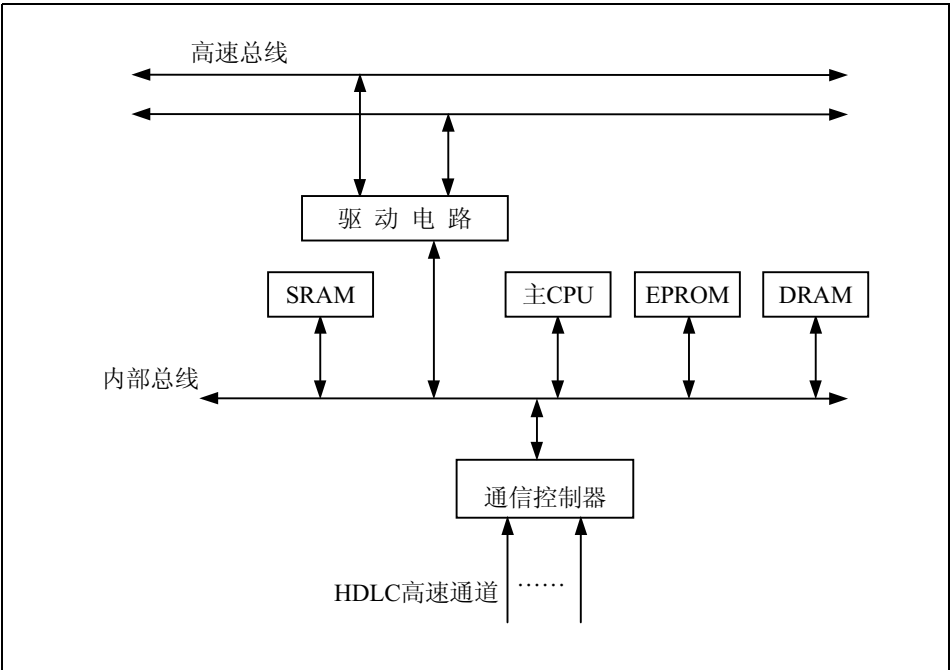 高速总线
驱 动 电 路
SRAM
主CPU
EPROM
DRAM
内部总线
通信控制器
HDLC高速通道
……